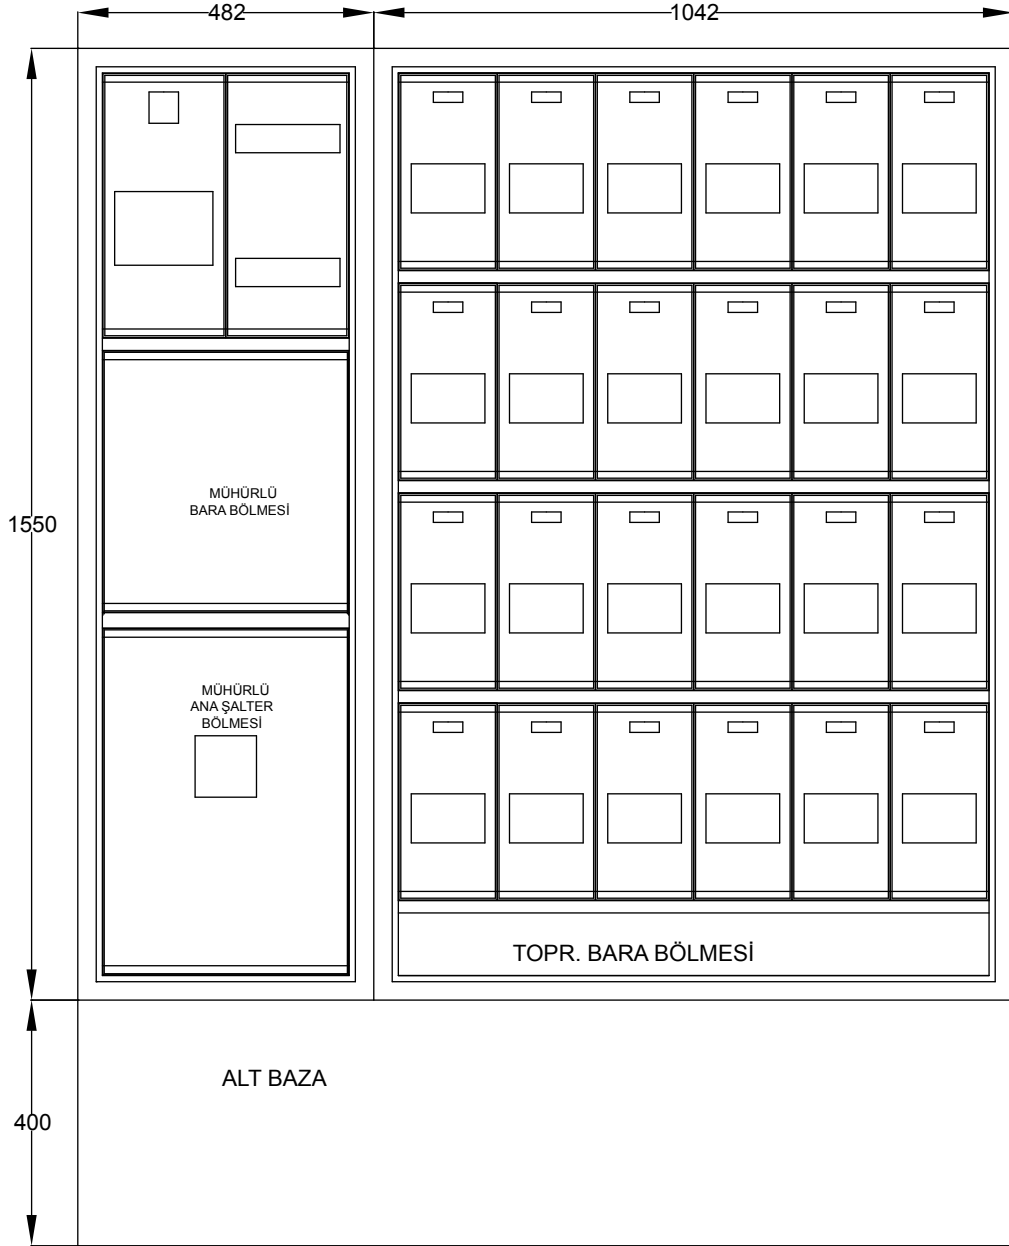 482
1042
MÜHÜRLÜ
BARA BÖLMESİ
1550
MÜHÜRLÜ
ANA ŞALTER
BÖLMESİ
TOPR. BARA BÖLMESİ
ALT BAZA
400